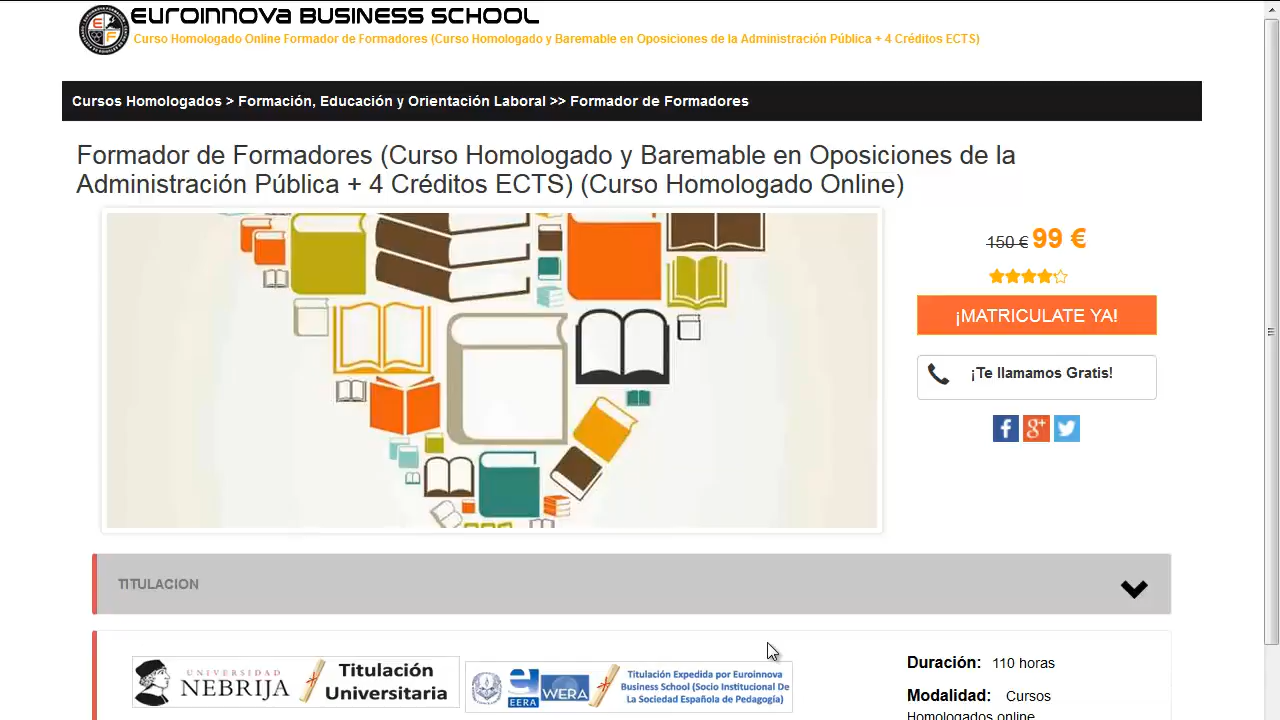 EUROINNOVA BUSINESS SCHOOL
Curso Homologado Online Formador de Formadores (Curso Homologado y Baremable en Oposiciones de la Administración Pública + 4 Créditos ECTS)
Cursos Homologados > Formación, Educación y Orientación Laboral >> Formador de Formadores
Formador de Formadores (Curso Homologado y Baremable en Oposiciones de la
Administración Pública + 4 Créditos ECTS) (Curso Homologado Online)
150 € 99 €
¡MATRICULATE YA!
¡Te llamamos Gratis!
TITULACION
UNIVERSIDAD
NEBRIJA
Titulación
Universitaria
EERA
WERA
Titulación Expedida por Euroinnova
Business School (Socio Institucional De
La Sociedad Española de Pedagogía)
Duración: 110 horas
Modalidad: Cursos
Homologados online